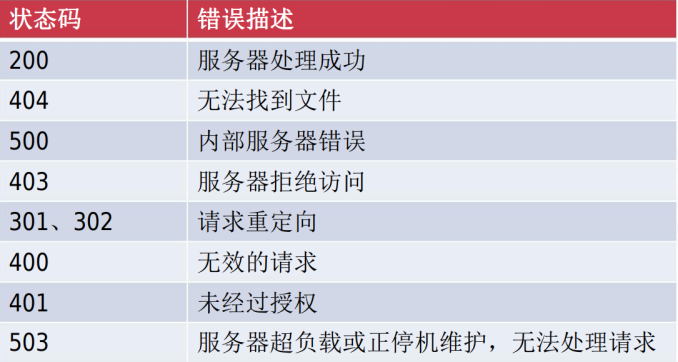 状态码 错误描述
200 服务器处理成功
404 无法找到文件
500 内部服务器错误
403 服务器拒绝访问
301、302 请求重定向
400 无效的请求
401 未经过授权
503 服务器超负载或正停机维护，无法处理请求